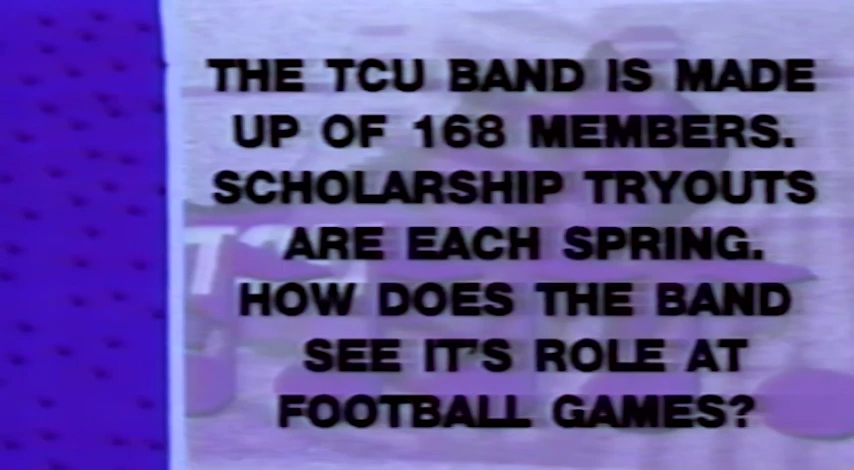 THE TCU BAND IS MADE
UP OF 168 MEMBERS.
SCHOLARSHIP TRYOUTS
ARE EACH SPRING.
HOW DOES THE BAND
SEE IT'S ROLE AT
FOOTBALL GAMES?